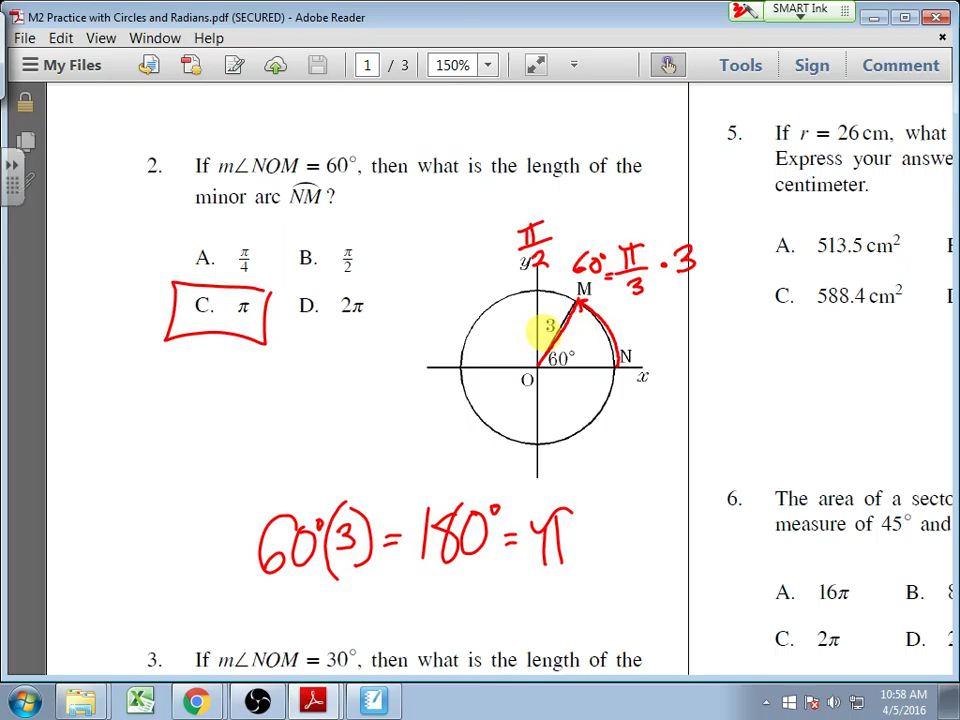 M2 Practice with Circles and Radians.pdf (SECURED) - Adobe Reader
SMART Ink
File Edit View Window Help
My Files 1 / 3 150% Tools Sign Comment
2. If m∠NOM = 60°, then what is the length of the
minor arc NM ?
A. π/4 B. π/2
C. π D. 2π
π/2
y 60° = π/3 • 3
M
3
60° N
O x
60°(3) = 180° = π
3. If m∠NOM = 30°, then what is the length of the
5. If r = 26 cm, what
Express your answe
centimeter.
A. 513.5 cm²
C. 588.4 cm²
6. The area of a secto
measure of 45° and
A. 16π B. 8
C. 2π D. 2
10:58 AM
4/5/2016